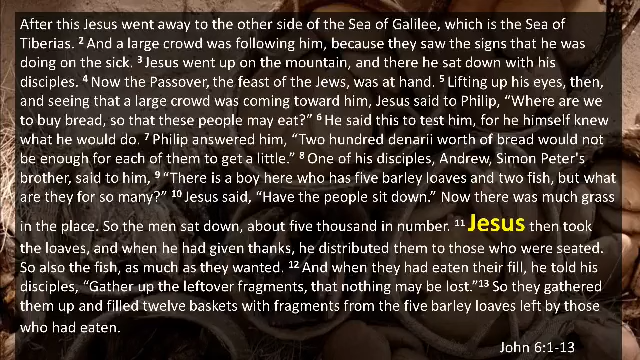 After this Jesus went away to the other side of the Sea of Galilee, which is the Sea of
Tiberias. ² And a large crowd was following him, because they saw the signs that he was
doing on the sick. ³ Jesus went up on the mountain, and there he sat down with his
disciples. ⁴ Now the Passover, the feast of the Jews, was at hand. ⁵ Lifting up his eyes, then,
and seeing that a large crowd was coming toward him, Jesus said to Philip, “Where are we
to buy bread, so that these people may eat?” ⁶ He said this to test him, for he himself knew
what he would do. ⁷ Philip answered him, “Two hundred denarii worth of bread would not
be enough for each of them to get a little.” ⁸ One of his disciples, Andrew, Simon Peter's
brother, said to him, ⁹ “There is a boy here who has five barley loaves and two fish, but what
are they for so many?” ¹⁰ Jesus said, “Have the people sit down.” Now there was much grass
in the place. So the men sat down, about five thousand in number. ¹¹ Jesus then took
the loaves, and when he had given thanks, he distributed them to those who were seated.
So also the fish, as much as they wanted. ¹² And when they had eaten their fill, he told his
disciples, “Gather up the leftover fragments, that nothing may be lost.”¹³ So they gathered
them up and filled twelve baskets with fragments from the five barley loaves left by those
who had eaten.
John 6:1-13